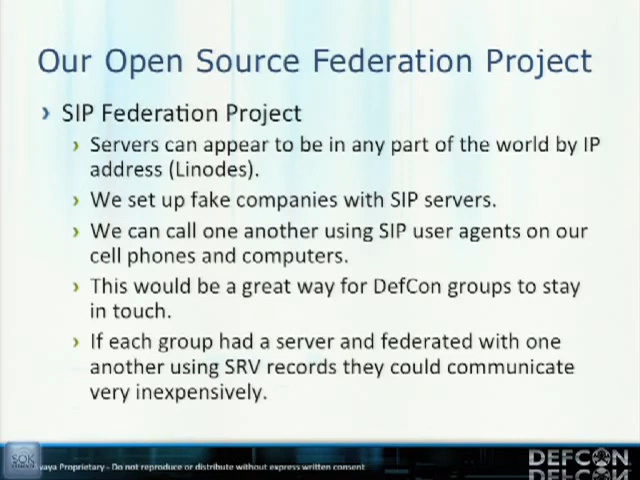 Our Open Source Federation Project
› SIP Federation Project
› Servers can appear to be in any part of the world by IP
address (Linodes).
› We set up fake companies with SIP servers.
› We can call one another using SIP user agents on our
cell phones and computers.
› This would be a great way for DefCon groups to stay
in touch.
› If each group had a server and federated with one
another using SRV records they could communicate
very inexpensively.
Proprietary - Do not reproduce or distribute without express written consent
DEFCON